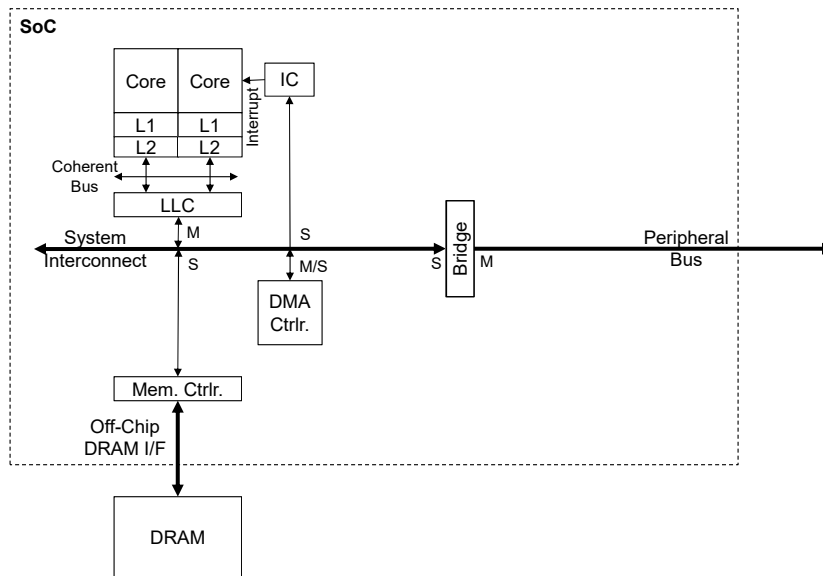 SoC
Core
Core
IC
Interrupt
L1
L1
L2
L2
Coherent
Bus
LLC
M
S
System
Interconnect
S
M/S
S
Bridge
M
Peripheral
Bus
DMA
Ctrlr.
Mem. Ctrlr.
Off-Chip
DRAM I/F
DRAM